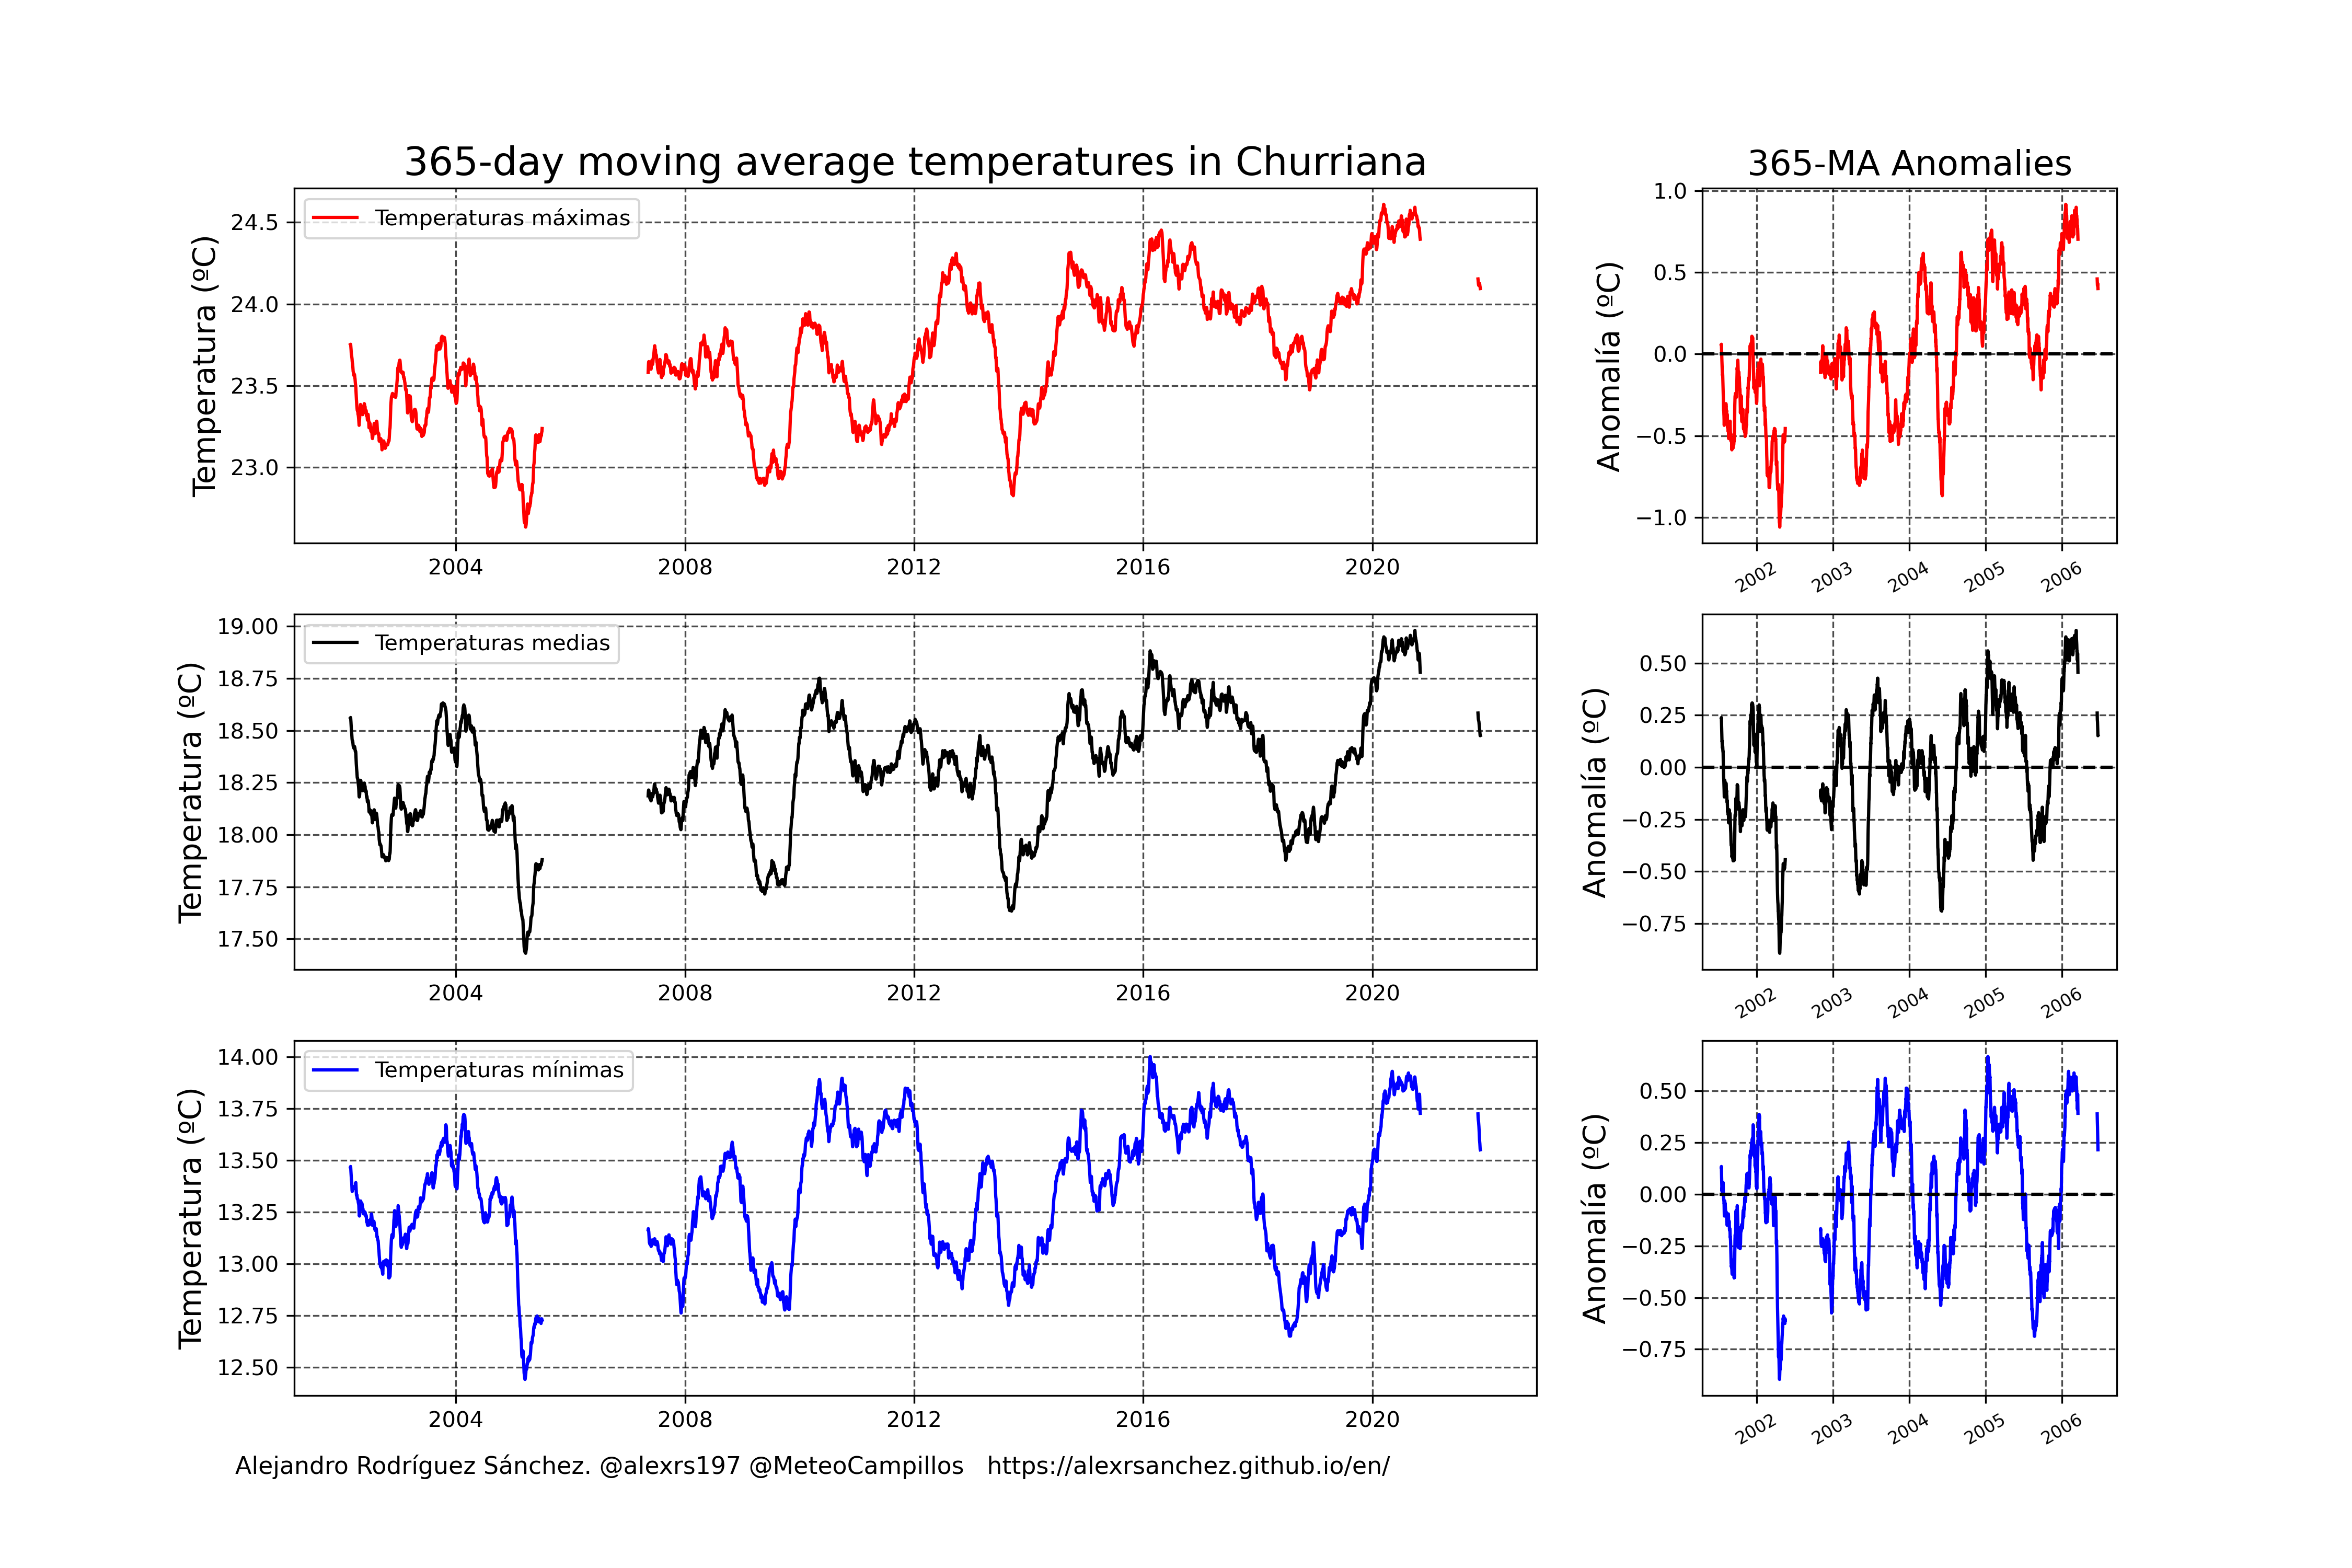 365-day moving average temperatures in Churriana
365-MA Anomalies
Temperatura (ºC)
24.5
24.0
23.5
23.0
Temperaturas máximas
2004 2008 2012 2016 2020
Anomalía (ºC)
1.0
0.5
0.0
−0.5
−1.0
2002 2003 2004 2005 2006
Temperatura (ºC)
19.00
18.75
18.50
18.25
18.00
17.75
17.50
Temperaturas medias
2004 2008 2012 2016 2020
Anomalía (ºC)
0.50
0.25
0.00
−0.25
−0.50
−0.75
2002 2003 2004 2005 2006
Temperatura (ºC)
14.00
13.75
13.50
13.25
13.00
12.75
12.50
Temperaturas mínimas
2004 2008 2012 2016 2020
Anomalía (ºC)
0.50
0.25
0.00
−0.25
−0.50
−0.75
2002 2003 2004 2005 2006
Alejandro Rodríguez Sánchez. @alexrs197 @MeteoCampillos https://alexrsanchez.github.io/en/